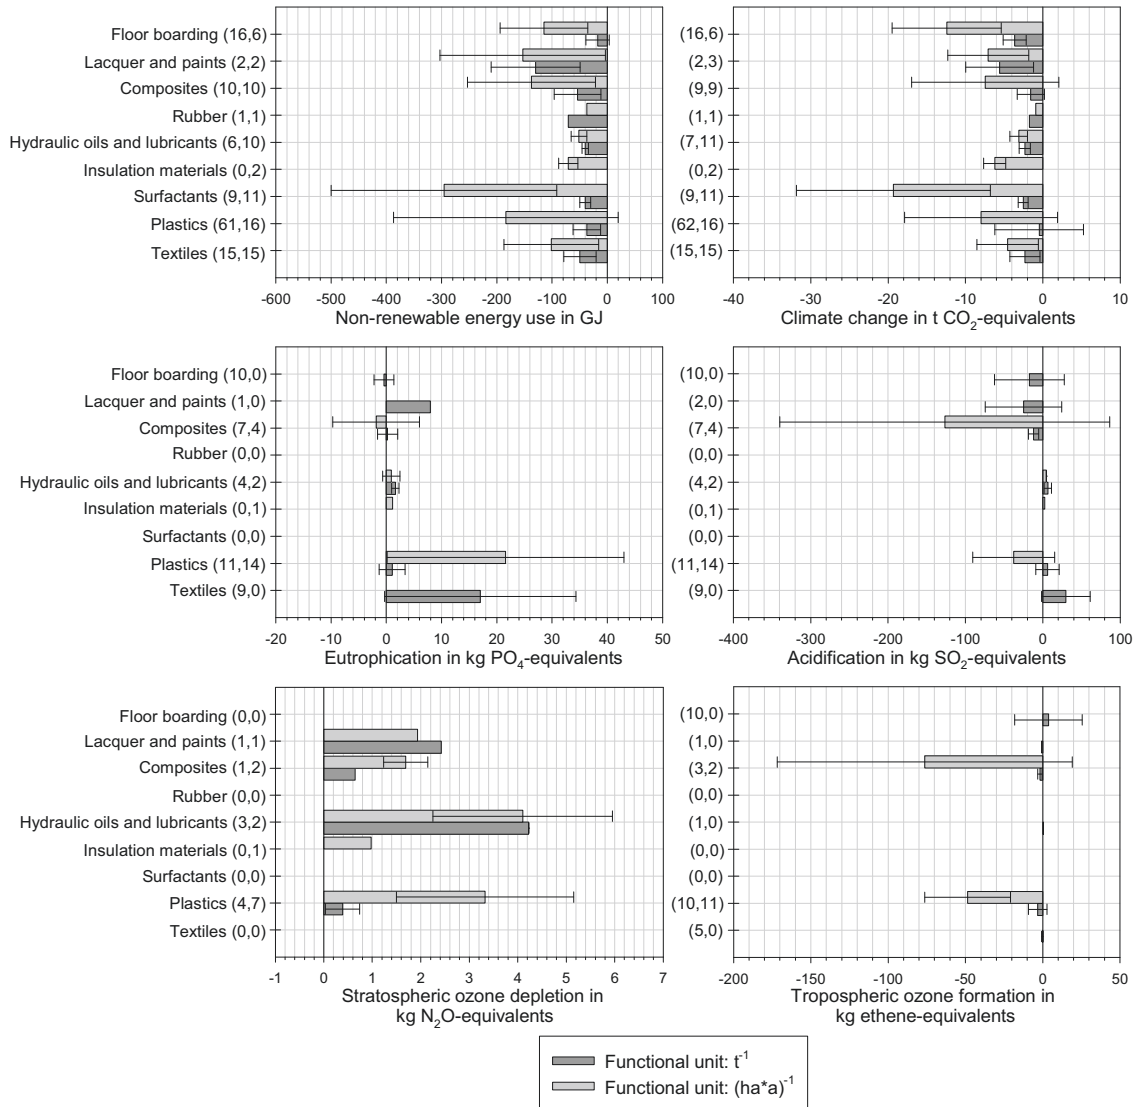 Floor boarding (16,6)
Lacquer and paints (2,2)
Composites (10,10)
Rubber (1,1)
Hydraulic oils and lubricants (6,10)
Insulation materials (0,2)
Surfactants (9,11)
Plastics (61,16)
Textiles (15,15)
-600 -500 -400 -300 -200 -100 0 100
Non-renewable energy use in GJ
(16,6)
(2,3)
(9,9)
(1,1)
(7,11)
(0,2)
(9,11)
(62,16)
(15,15)
-40 -30 -20 -10 0 10
Climate change in t CO₂-equivalents
Floor boarding (10,0)
Lacquer and paints (1,0)
Composites (7,4)
Rubber (0,0)
Hydraulic oils and lubricants (4,2)
Insulation materials (0,1)
Surfactants (0,0)
Plastics (11,14)
Textiles (9,0)
-20 -10 0 10 20 30 40 50
Eutrophication in kg PO₄-equivalents
(10,0)
(2,0)
(7,4)
(0,0)
(4,2)
(0,1)
(0,0)
(11,14)
(9,0)
-400 -300 -200 -100 0 100
Acidification in kg SO₂-equivalents
Floor boarding (0,0)
Lacquer and paints (1,1)
Composites (1,2)
Rubber (0,0)
Hydraulic oils and lubricants (3,2)
Insulation materials (0,1)
Surfactants (0,0)
Plastics (4,7)
Textiles (0,0)
-1 0 1 2 3 4 5 6 7
Stratospheric ozone depletion in
kg N₂O-equivalents
(10,0)
(1,0)
(3,2)
(0,0)
(1,0)
(0,0)
(0,0)
(10,11)
(5,0)
-200 -150 -100 -50 0 50
Tropospheric ozone formation in
kg ethene-equivalents
Functional unit: t⁻¹
Functional unit: (ha*a)⁻¹